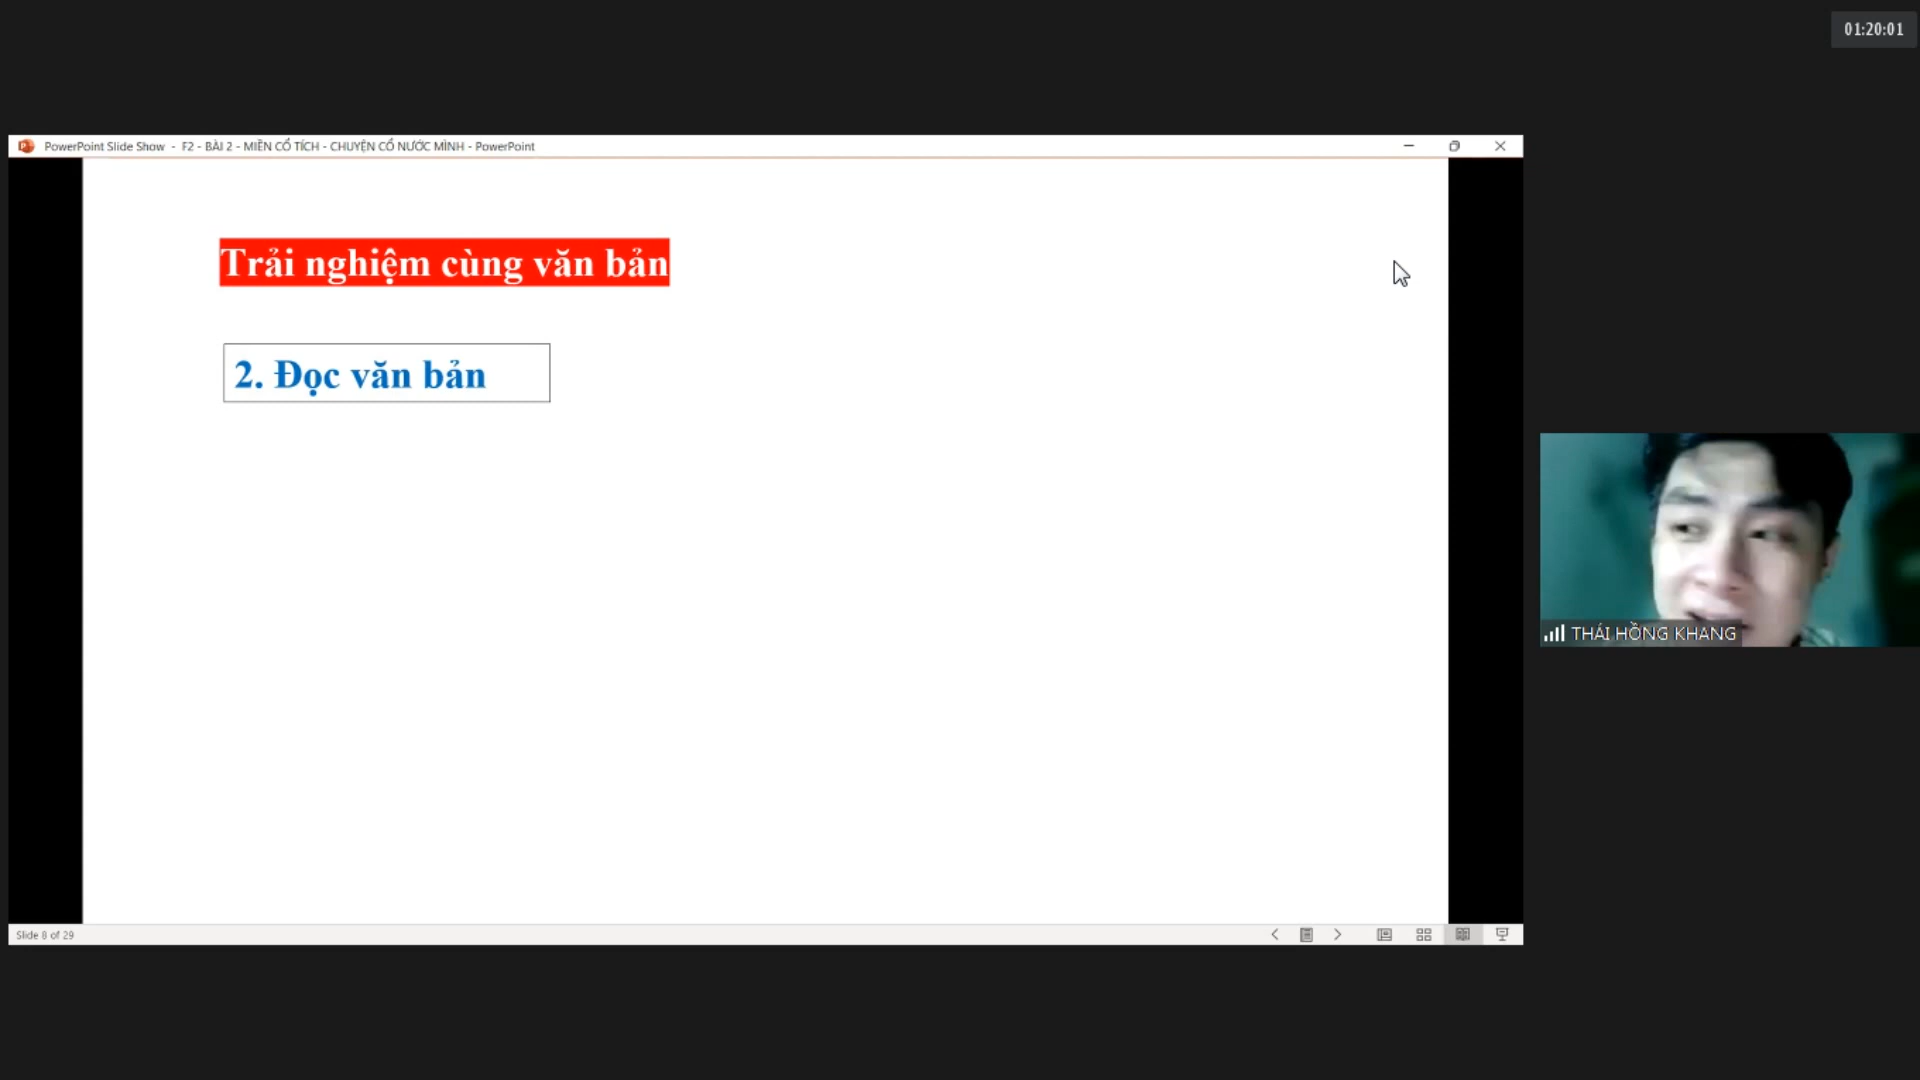 01:20:01
PowerPoint Slide Show - F2 - BÀI 2 - MIỀN CỔ TÍCH - CHUYỆN CỔ NƯỚC MÌNH - PowerPoint
Trải nghiệm cùng văn bản
2. Đọc văn bản
THÁI HỒNG KHANG
Slide 8 of 29